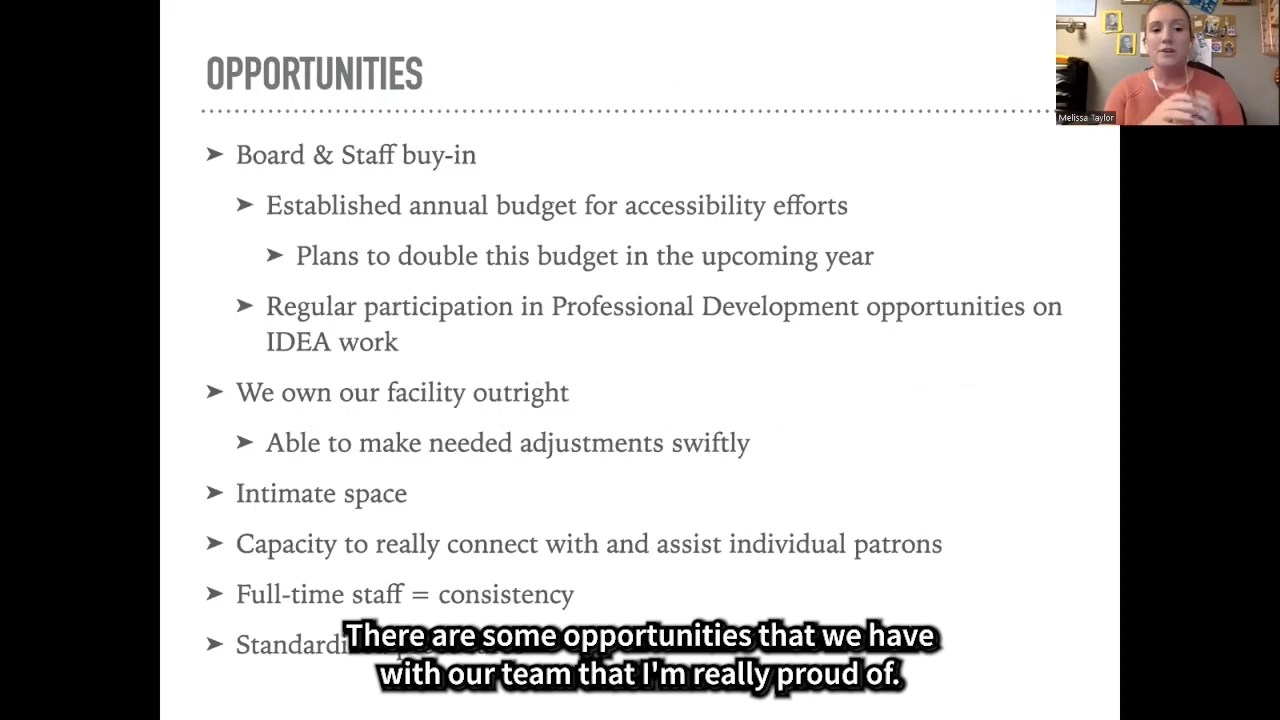 OPPORTUNITIES
Melissa Taylor
➤ Board & Staff buy-in
➤ Established annual budget for accessibility efforts
➤ Plans to double this budget in the upcoming year
➤ Regular participation in Professional Development opportunities on
IDEA work
➤ We own our facility outright
➤ Able to make needed adjustments swiftly
➤ Intimate space
➤ Capacity to really connect with and assist individual patrons
➤ Full-time staff = consistency
There are some opportunities that we have
with our team that I'm really proud of.